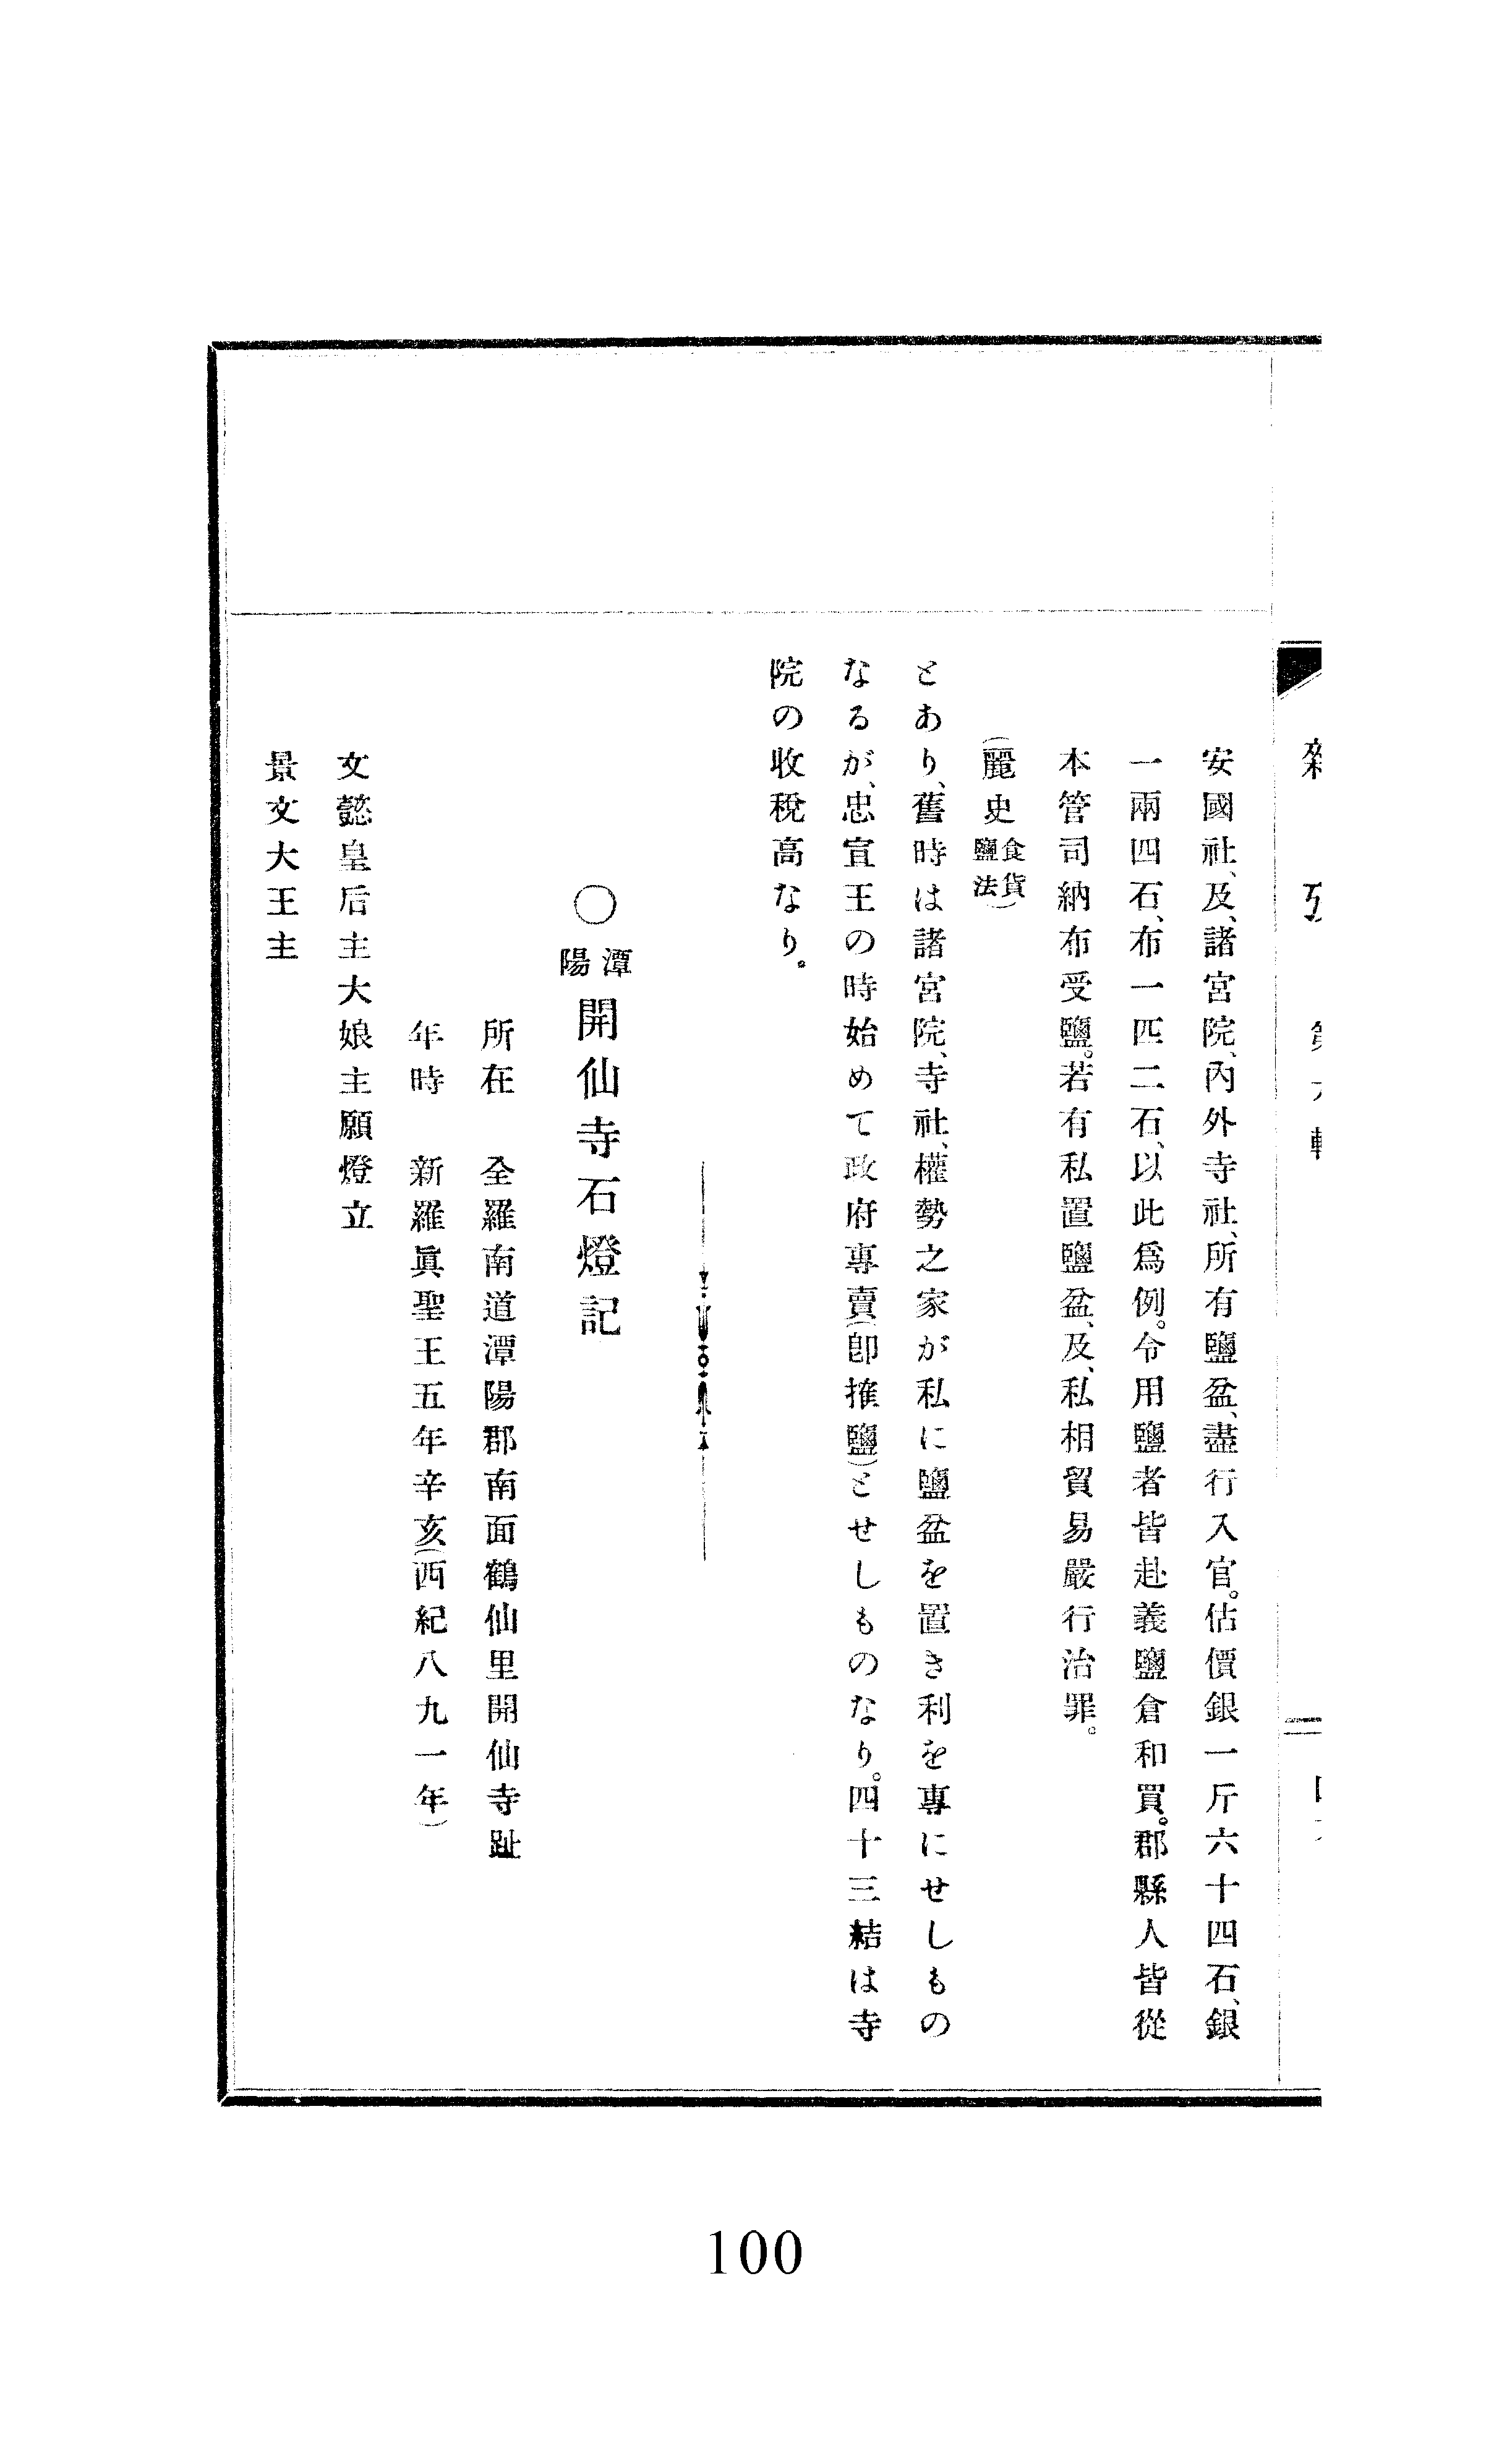 安國社、及、諸宮院、內外寺社、所有鹽盆、盡行入官。估價銀一斤六十四石、銀
一兩四石、布一匹二石、以此爲例。令用鹽者皆赴義鹽倉和買。郡縣人皆從
本管司納布受鹽。若有私置鹽盆、及、私相貿易嚴行治罪。
(麗史食貨鹽法)
とあり、舊時は諸宮院、寺社、權勢之家が私に鹽盆を置き利を專にせしもの
なるが、忠宣王の時始めて政府專賣(卽搉鹽)とせしものなり。四十三結は寺
院の收稅高なり。
○潭陽開仙寺石燈記
所在　全羅南道潭陽郡南面鶴仙里開仙寺趾
年時　新羅眞聖王五年辛亥(西紀八九一年)
文懿皇后主大娘主願燈立
景文大王主
100